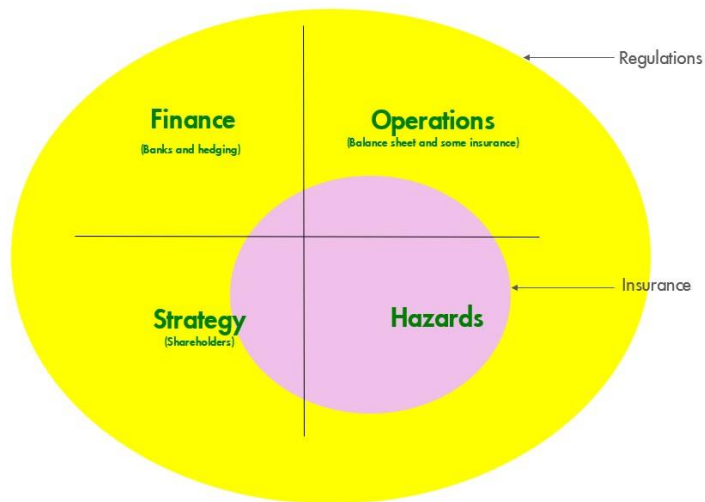 Regulations
Finance
(Banks and hedging)
Operations
(Balance sheet and some insurance)
Insurance
Strategy
(Shareholders)
Hazards